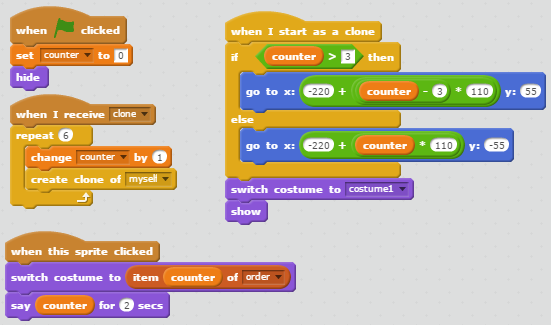 when clicked
set counter to 0
hide
when I receive clone
repeat 6
change counter by 1
create clone of myself
when this sprite clicked
switch costume to item counter of order
say counter for 2 secs
when I start as a clone
if counter > 3 then
go to x: -220 + counter - 3 * 110 y: 55
else
go to x: -220 + counter * 110 y: -55
switch costume to costume1
show